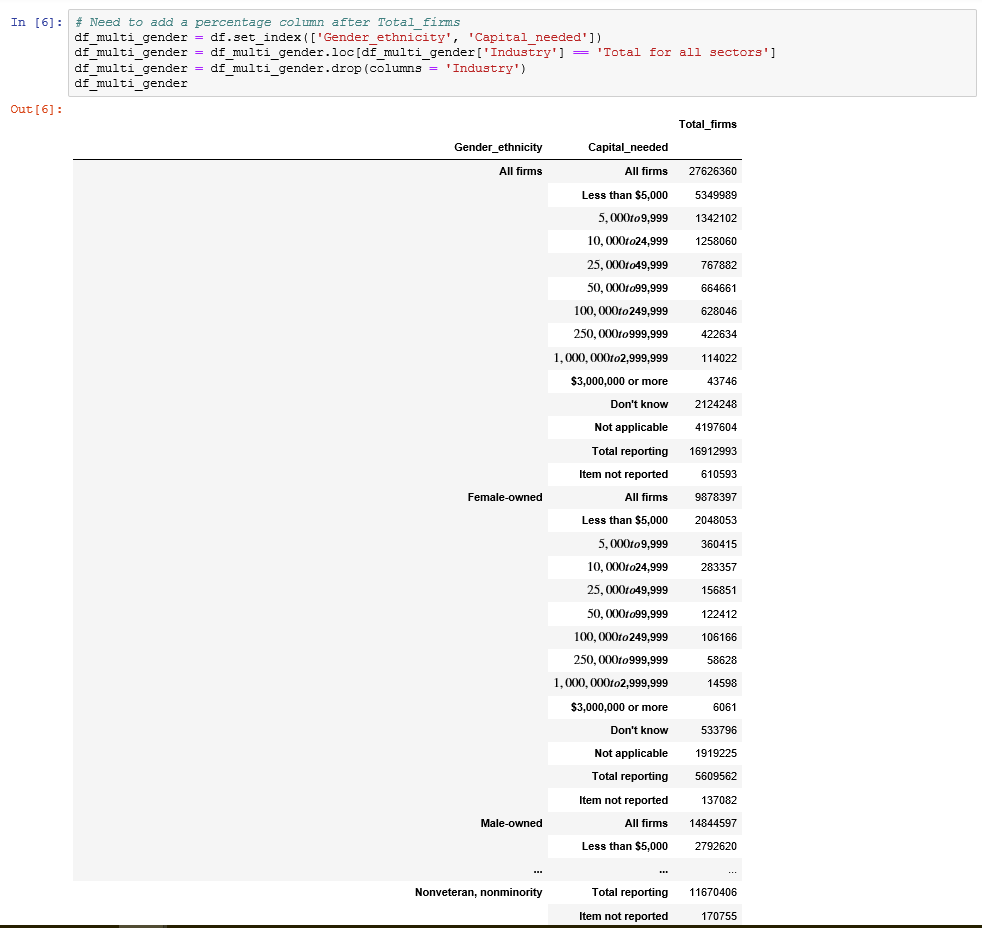 In [6]: # Need to add a percentage column after Total_firms
df_multi_gender = df.set_index(['Gender_ethnicity', 'Capital_needed'])
df_multi_gender = df_multi_gender.loc[df_multi_gender['Industry'] == 'Total for all sectors']
df_multi_gender = df_multi_gender.drop(columns = 'Industry')
df_multi_gender
Out[6]:
Total_firms
Gender_ethnicity Capital_needed
All firms All firms 27626360
Less than $5,000 5349989
5,000to9,999 1342102
10,000to24,999 1258060
25,000to49,999 767882
50,000to99,999 664661
100,000to249,999 628046
250,000to999,999 422634
1,000,000to2,999,999 114022
$3,000,000 or more 43746
Don't know 2124248
Not applicable 4197604
Total reporting 16912993
Item not reported 610593
Female-owned All firms 9878397
Less than $5,000 2048053
5,000to9,999 360415
10,000to24,999 283357
25,000to49,999 156851
50,000to99,999 122412
100,000to249,999 106166
250,000to999,999 58628
1,000,000to2,999,999 14598
$3,000,000 or more 6061
Don't know 533796
Not applicable 1919225
Total reporting 5609562
Item not reported 137082
Male-owned All firms 14844597
Less than $5,000 2792620
... ... ...
Nonveteran, nonminority Total reporting 11670406
Item not reported 170755